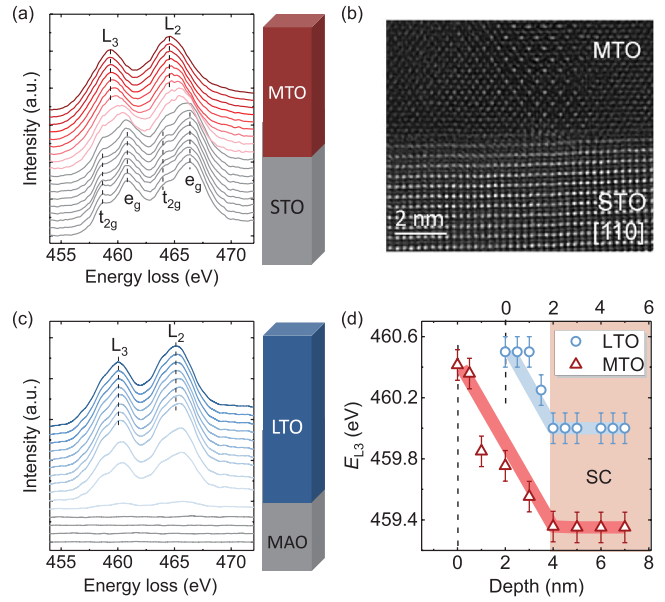 (a)
L3
L2
t2g
eg
t2g
eg
Intensity (a.u.)
455 460 465 470
Energy loss (eV)
MTO
STO
(b)
MTO
STO
[110]
2 nm
(c)
L3
L2
Intensity (a.u.)
455 460 465 470
Energy loss (eV)
LTO
MAO
(d)
0 2 4 6 8
460.6
460.2
459.8
459.4
EL3 (eV)
LTO
MTO
SC
0 2 4 6 8
Depth (nm)